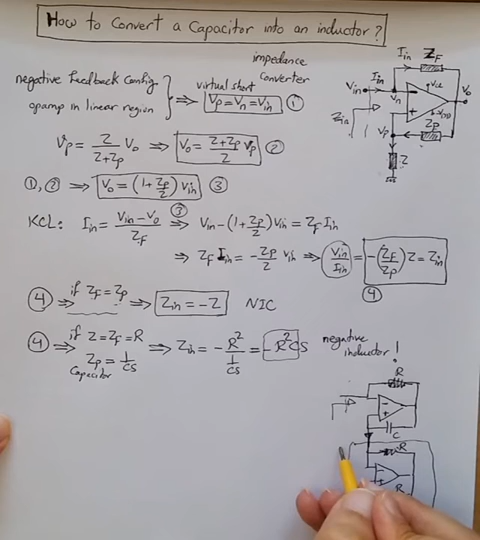 How to Convert a Capacitor into an inductor?
impedance
converter
negative feedback config.
opamp in linear region
⇒ virtual short Vp=Vn=Vin ①
Vp = Z/(Z+Zp) Vo ⇒ Vo = (Z+Zp)/Z Vp ②
①,② ⇒ Vo = (1+Zp/Z) Vin ③
KCL: Iin = (Vin-Vo)/ZF ③⇒ Vin-(1+Zp/Z)Vin = ZF Iin
⇒ ZF Iin = -Zp/Z Vin ⇒ Vin/Iin = -(ZF/Zp)Z = Zin
④
④ ⇒ if ZF=Zp ⇒ Zin = -Z NIC
④ ⇒ if Z=ZF=R ⇒ Zin = -R²/(1/CS) = -R²CS negative
Zp = 1/CS inductor!
Capacitor
Iin ZF
Vin Iin Vn Vo
Zin Vp Zp
Z
R
C
R
R